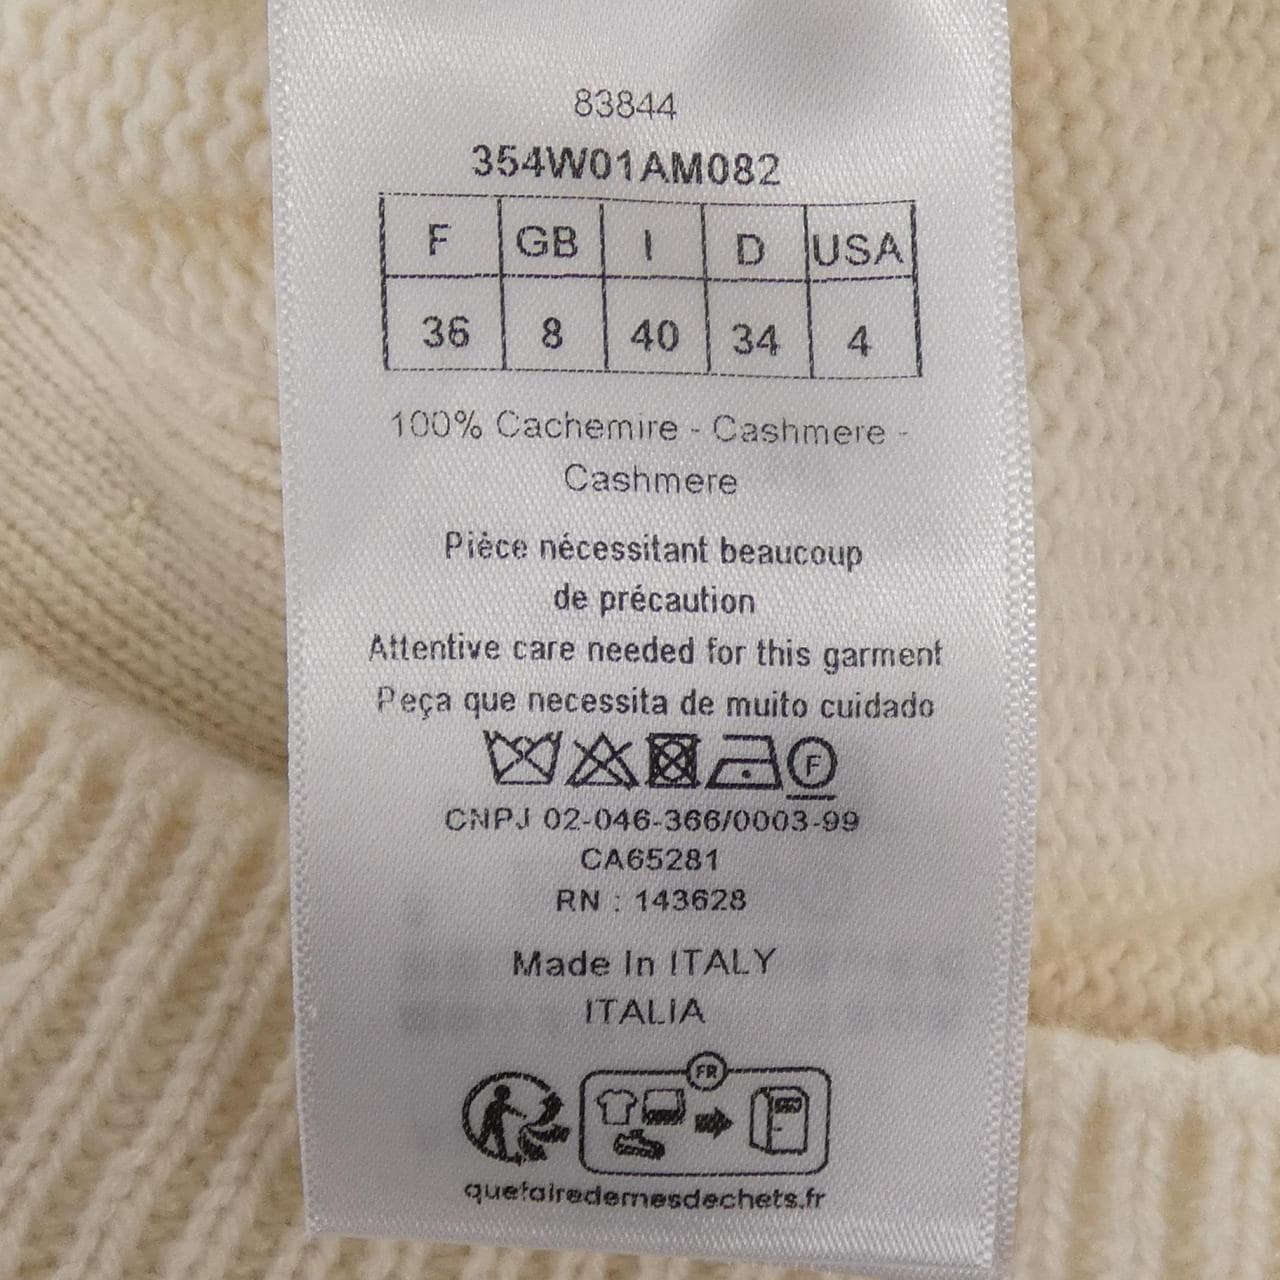 83844
354W01AM082
F GB I D USA
36 8 40 34 4
100% Cachemire - Cashmere -
Cashmere
Pièce nécessitant beaucoup
de précaution
Attentive care needed for this garment
Peça que necessita de muito cuidado
F
CNPJ 02-046-366/0003-99
CA65281
RN : 143628
Made In ITALY
ITALIA
FR
quefairedemesdechets.fr